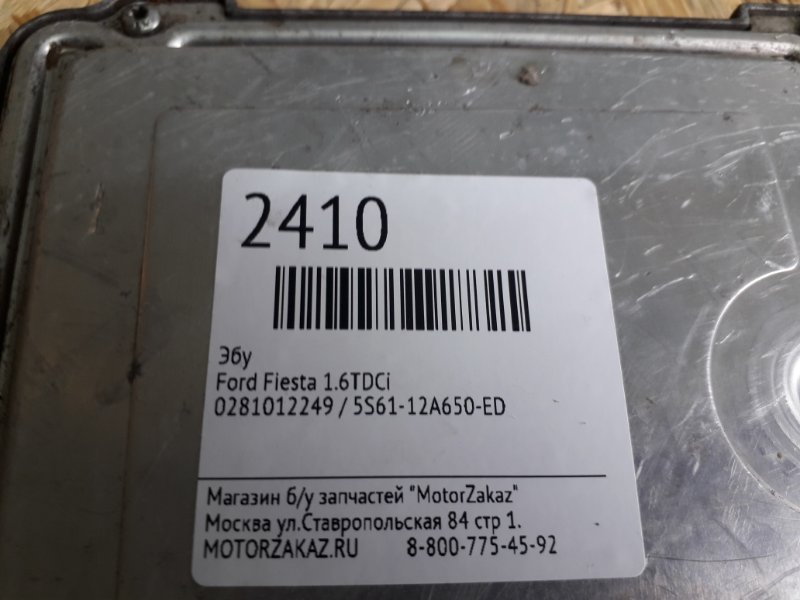 2410
Эбу
Ford Fiesta 1.6TDCi
0281012249 / 5S61-12A650-ED
Магазин б/у запчастей "MotorZakaz"
Москва ул.Ставропольская 84 стр 1.
MOTORZAKAZ.RU 8-800-775-45-92